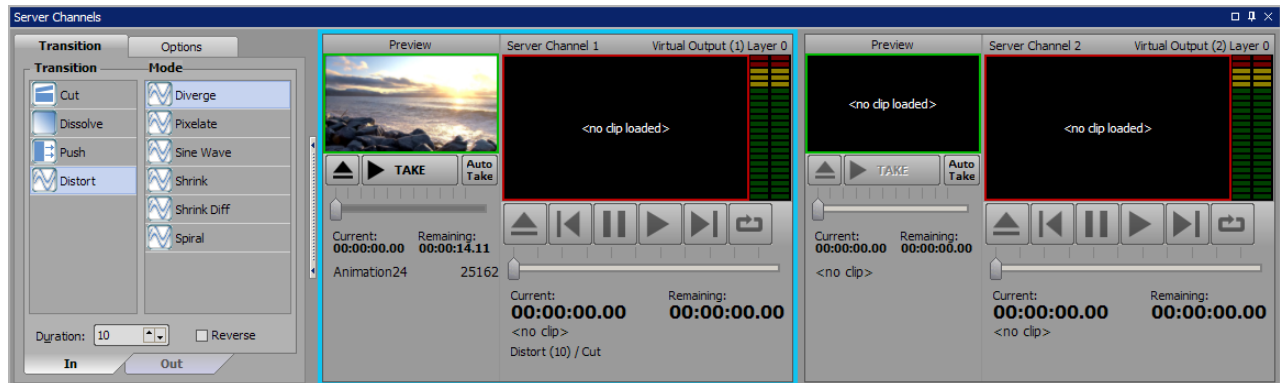 Server Channels
Transition
Options
Transition
Mode
Cut
Dissolve
Push
Distort
Diverge
Pixelate
Sine Wave
Shrink
Shrink Diff
Spiral
Duration: 10
Reverse
In
Out
Preview
TAKE
Auto Take
Current:
00:00:00.00
Remaining:
00:00:14.11
Animation24 25162
Server Channel 1 Virtual Output (1) Layer 0
<no clip loaded>
Current:
00:00:00.00
Remaining:
00:00:00.00
<no clip>
Distort (10) / Cut
Preview
<no clip loaded>
TAKE
Auto Take
Current:
00:00:00.00
Remaining:
00:00:00.00
<no clip>
Server Channel 2 Virtual Output (2) Layer 0
<no clip loaded>
Current:
00:00:00.00
Remaining:
00:00:00.00
<no clip>